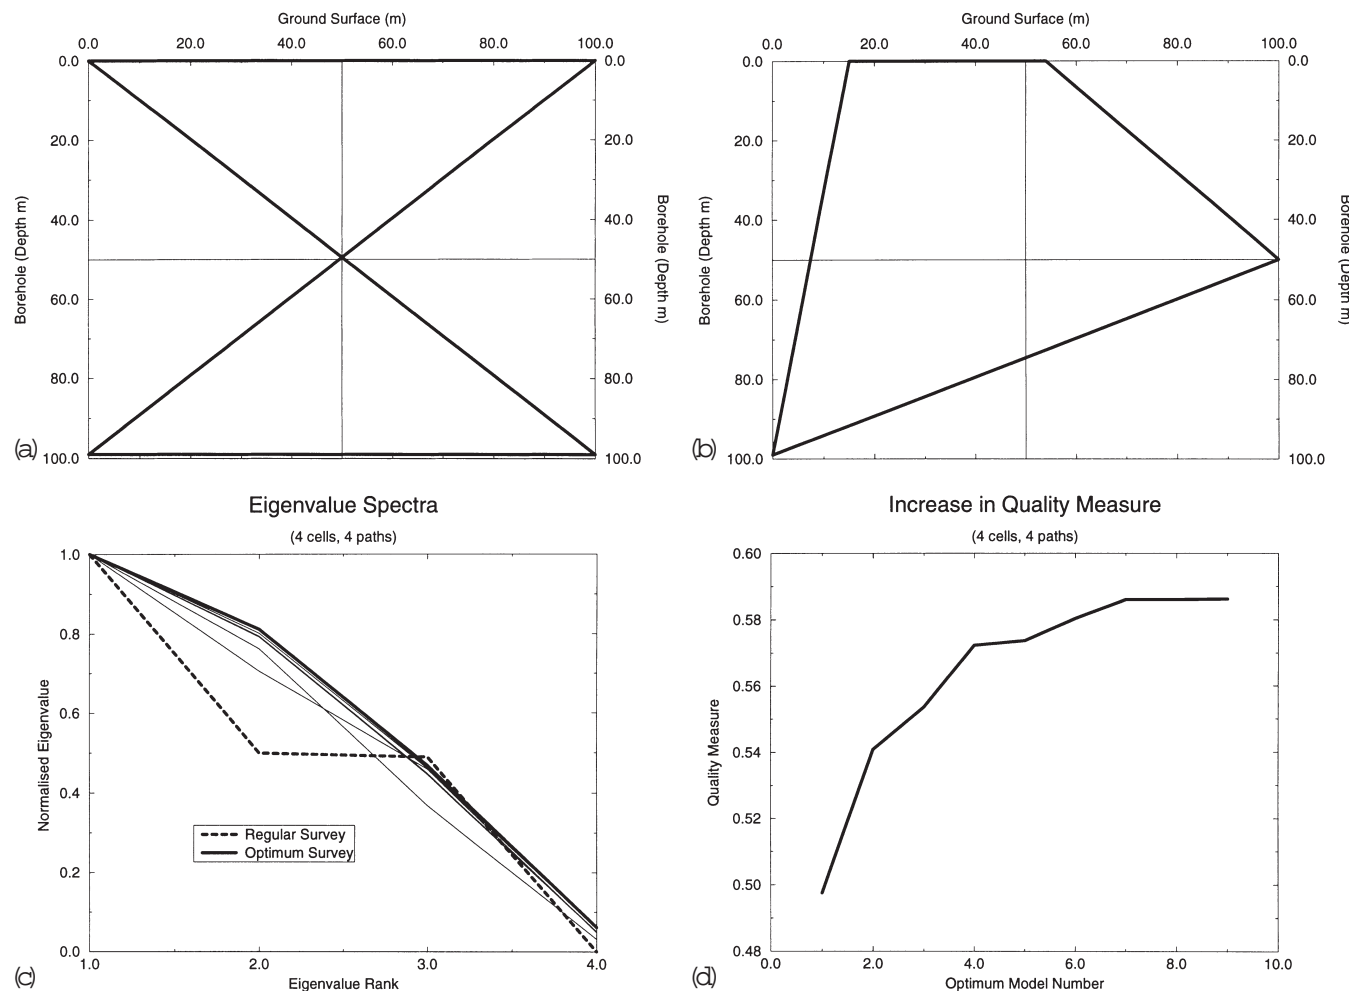 Ground Surface (m)
0.0 20.0 40.0 60.0 80.0 100.0
0.0 20.0 40.0 60.0 80.0 100.0
Borehole (Depth m)
0.0 20.0 40.0 60.0 80.0 100.0
Borehole (Depth m)
(a)
Ground Surface (m)
0.0 20.0 40.0 60.0 80.0 100.0
0.0 20.0 40.0 60.0 80.0 100.0
Borehole (Depth m)
0.0 20.0 40.0 60.0 80.0 100.0
Borehole (Depth m)
(b)
Eigenvalue Spectra
(4 cells, 4 paths)
1.0 0.8 0.6 0.4 0.2 0.0
Normalised Eigenvalue
Regular Survey
Optimum Survey
1.0 2.0 3.0 4.0
Eigenvalue Rank
(c)
Increase in Quality Measure
(4 cells, 4 paths)
0.60 0.58 0.56 0.54 0.52 0.50 0.48
Quality Measure
0.0 2.0 4.0 6.0 8.0 10.0
Optimum Model Number
(d)